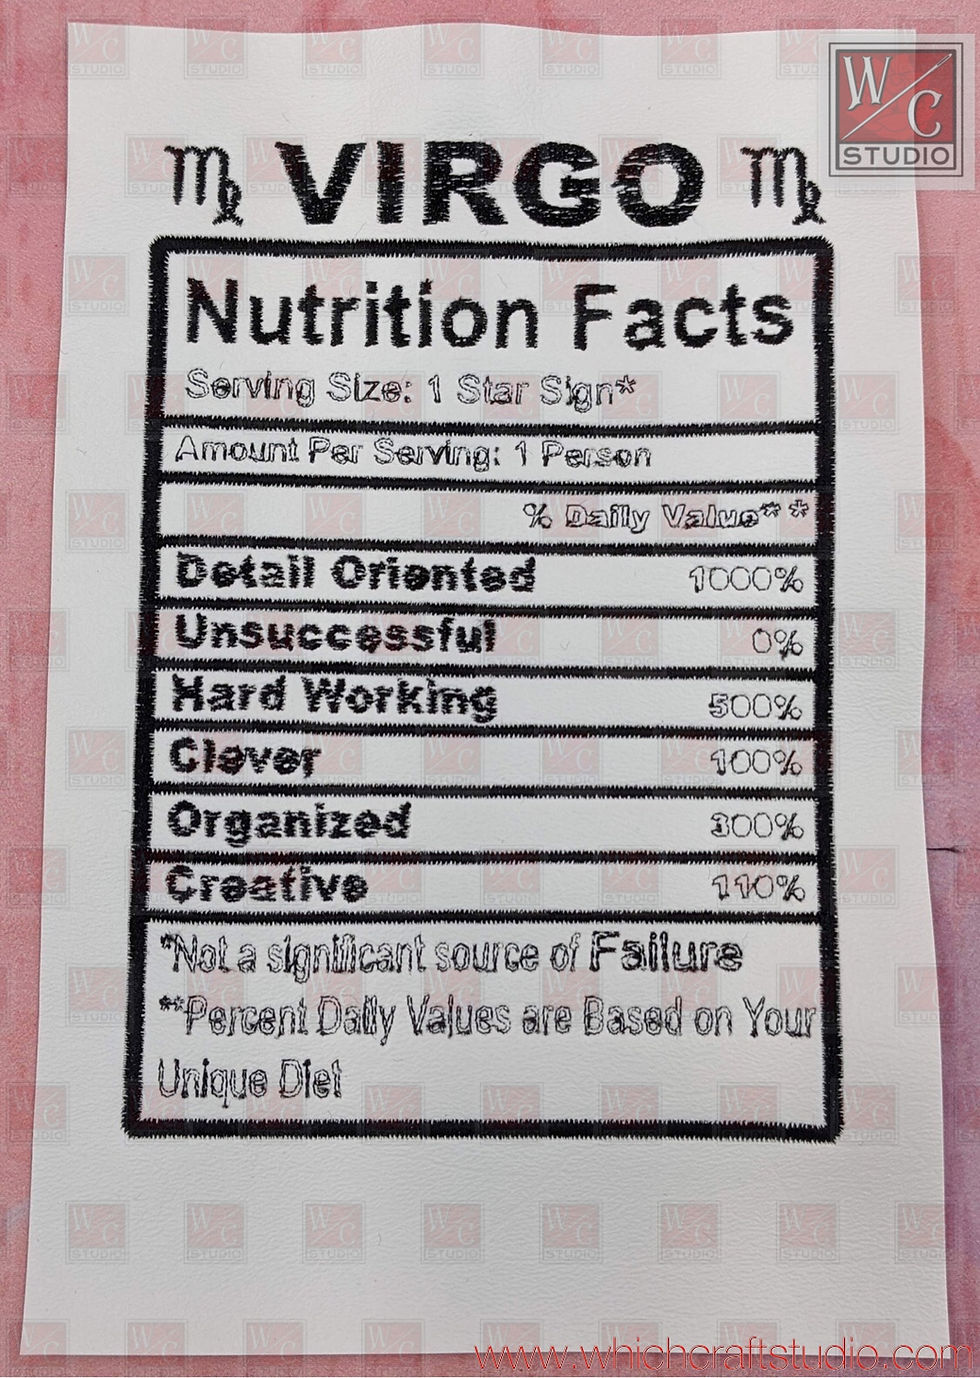 W/C
STUDIO
♍ VIRGO ♍
Nutrition Facts
Serving Size: 1 Star Sign*
Amount Per Serving: 1 Person
% Daily Value**
Detail Oriented 1000%
Unsuccessful 0%
Hard Working 500%
Clever 100%
Organized 300%
Creative 110%
*Not a significant source of Failure
**Percent Daily Values are Based on Your
Unique Diet
www.whichcraftstudio.com